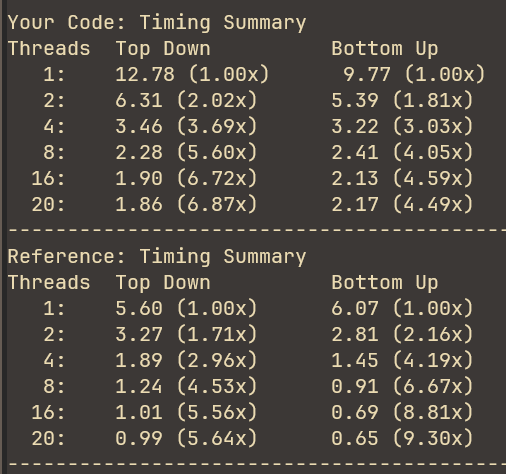 Your Code: Timing Summary
Threads  Top Down          Bottom Up
   1:    12.78 (1.00x)      9.77 (1.00x)
   2:    6.31 (2.02x)      5.39 (1.81x)
   4:    3.46 (3.69x)      3.22 (3.03x)
   8:    2.28 (5.60x)      2.41 (4.05x)
  16:    1.90 (6.72x)      2.13 (4.59x)
  20:    1.86 (6.87x)      2.17 (4.49x)
------------------------------------------
Reference: Timing Summary
Threads  Top Down          Bottom Up
   1:    5.60 (1.00x)      6.07 (1.00x)
   2:    3.27 (1.71x)      2.81 (2.16x)
   4:    1.89 (2.96x)      1.45 (4.19x)
   8:    1.24 (4.53x)      0.91 (6.67x)
  16:    1.01 (5.56x)      0.69 (8.81x)
  20:    0.99 (5.64x)      0.65 (9.30x)
------------------------------------------